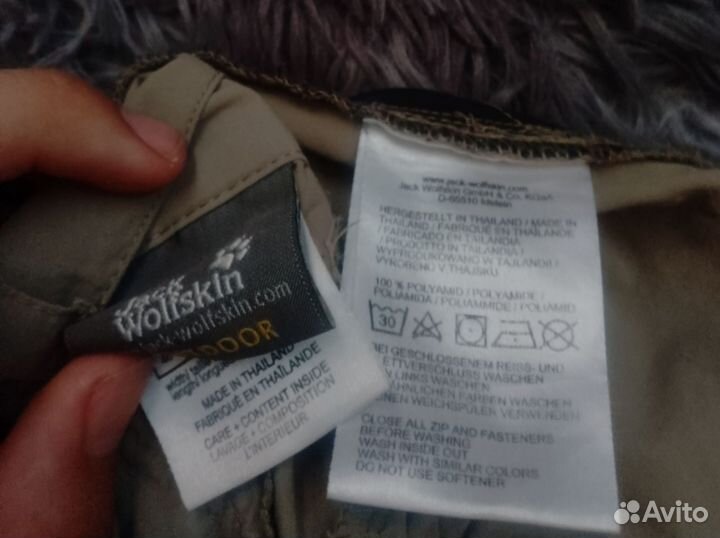 JACK
Wolfskin
jack-wolfskin.com
DOOR
MADE IN THAILAND
FABRIQUÉ EN THAÏLANDE
CARE + CONTENT INSIDE
LAVAGE + COMPOSITION
L'INTERIEUR
www.jack-wolfskin.com
Jack Wolfskin GmbH & Co. KGaA
D-65510 Idstein
HERGESTELLT IN THAILAND / MADE IN
THAILAND / FABRIQUÉ EN THAILANDE
/ FABRICADO EN TAILANDIA
/ PRODUCTO IN TAILANDIA /
WYPRODUKOWANO W TAJLANDII /
VYROBENO V THAJSKU
100 % POLYAMID / POLYAMIDE /
POLIAMIDA / POLIAMMIDE / POLIAMID
30
BEI GESCHLOSSENEM REISS- UND
KLETTVERSCHLUSS WASCHEN
LINKS WASCHEN
ÄHNLICHEN FARBEN WASCHEN
WEICHSPÜLER VERWENDEN
CLOSE ALL ZIP AND FASTENERS
BEFORE WASHING
WASH INSIDE OUT
WASH WITH SIMILAR COLORS
DO NOT USE SOFTENER
Avito